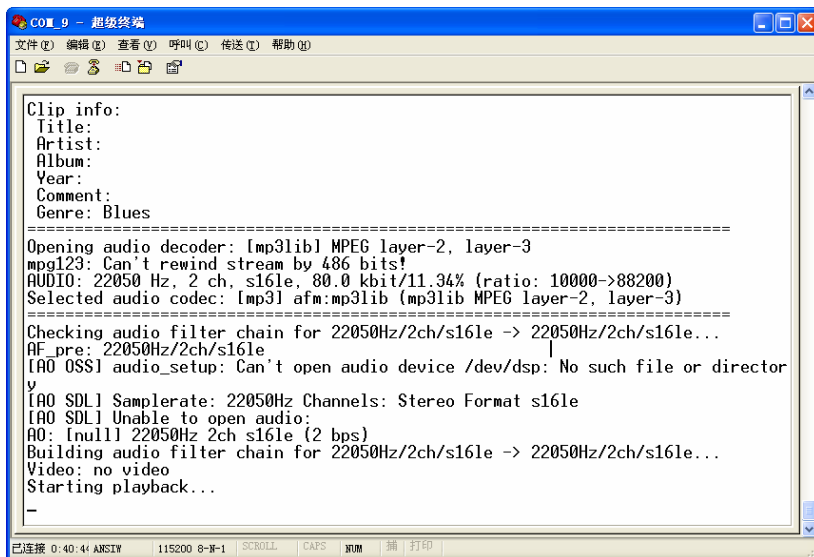 COM_9 - 超级终端
文件(F) 编辑(E) 查看(V) 呼叫(C) 传送(T) 帮助(H)
Clip info:
Title:
Artist:
Album:
Year:
Comment:
Genre: Blues
==========================================================================
Opening audio decoder: [mp3lib] MPEG layer-2, layer-3
mpg123: Can't rewind stream by 486 bits!
AUDIO: 22050 Hz, 2 ch, s16le, 80.0 kbit/11.34% (ratio: 10000->88200)
Selected audio codec: [mp3] afm:mp3lib (mp3lib MPEG layer-2, layer-3)
==========================================================================
Checking audio filter chain for 22050Hz/2ch/s16le -> 22050Hz/2ch/s16le...
AF_pre: 22050Hz/2ch/s16le
[AO OSS] audio_setup: Can't open audio device /dev/dsp: No such file or director
y
[AO SDL] Samplerate: 22050Hz Channels: Stereo Format s16le
[AO SDL] Unable to open audio:
AO: [null] 22050Hz 2ch s16le (2 bps)
Building audio filter chain for 22050Hz/2ch/s16le -> 22050Hz/2ch/s16le...
Video: no video
Starting playback...
已连接 0:40:44 ANSIW 115200 8-N-1 SCROLL CAPS NUM 捕 打印